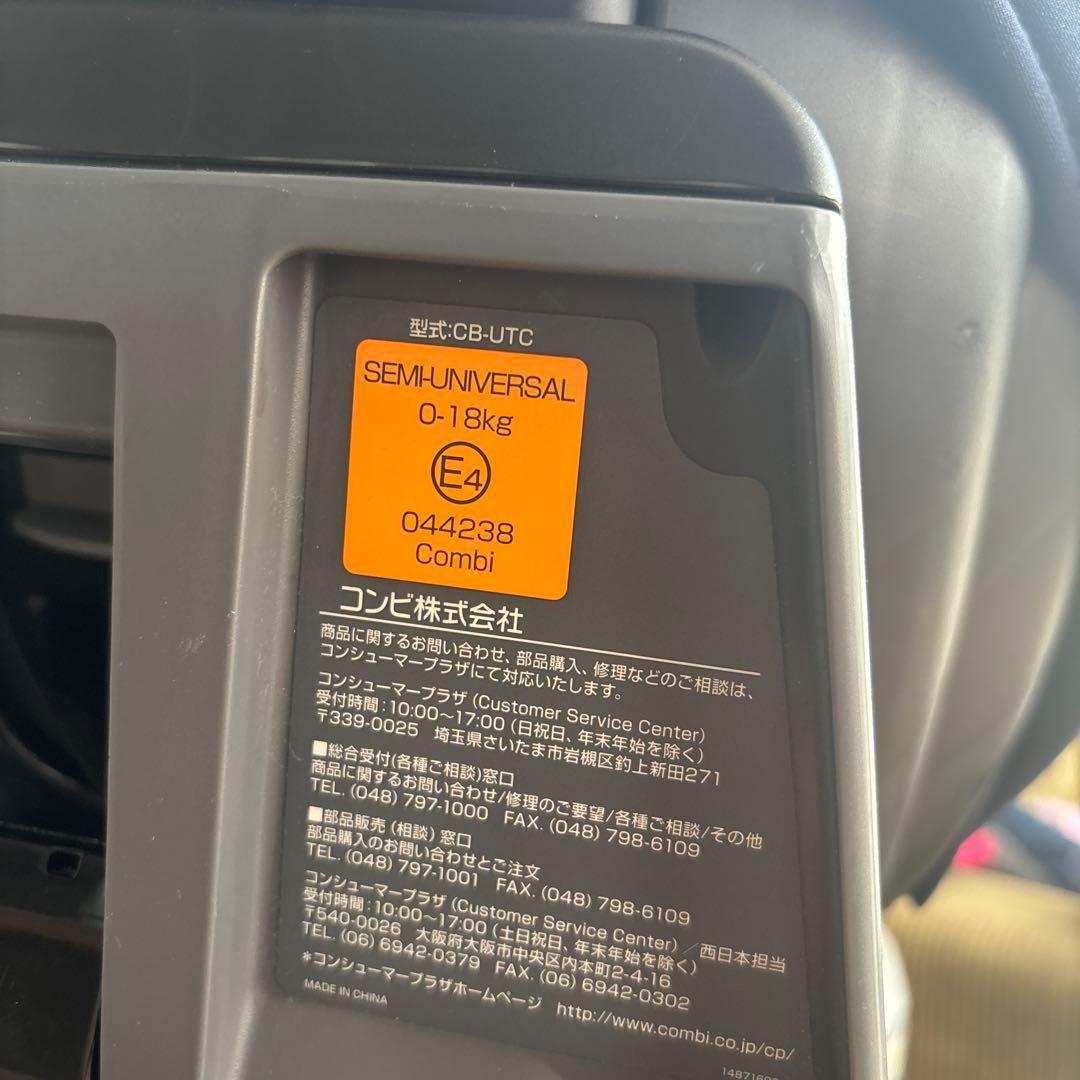 型式:CB-UTC
SEMI-UNIVERSAL
0-18kg
E4
044238
Combi
コンビ株式会社
商品に関するお問い合わせ、部品購入、修理などのご相談は、
コンシューマープラザにて対応いたします。
コンシューマープラザ (Customer Service Center)
受付時間:10:00〜17:00 (日祝日、年末年始を除く)
〒339-0025 埼玉県さいたま市岩槻区釣上新田271
■総合受付(各種ご相談)窓口
商品に関するお問い合わせ/修理のご要望/各種ご相談/その他
TEL. (048) 797-1000 FAX. (048) 798-6109
■部品販売 (相談) 窓口
部品購入のお問い合わせとご注文
TEL. (048) 797-1001 FAX. (048) 798-6109
コンシューマープラザ (Customer Service Center) / 西日本担当
受付時間:10:00〜17:00 (土日祝日、年末年始を除く)
〒540-0026 大阪府大阪市中央区内本町2-4-16
TEL. (06) 6942-0379 FAX. (06) 6942-0302
*コンシューマープラザホームページ http://www.combi.co.jp/cp/
MADE IN CHINA